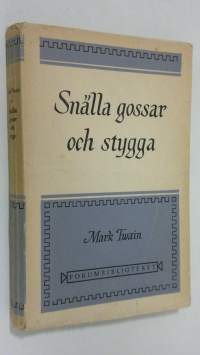 Snälla gossar
och stygga
Mark Twain
FORUMBIBLIOTEKET